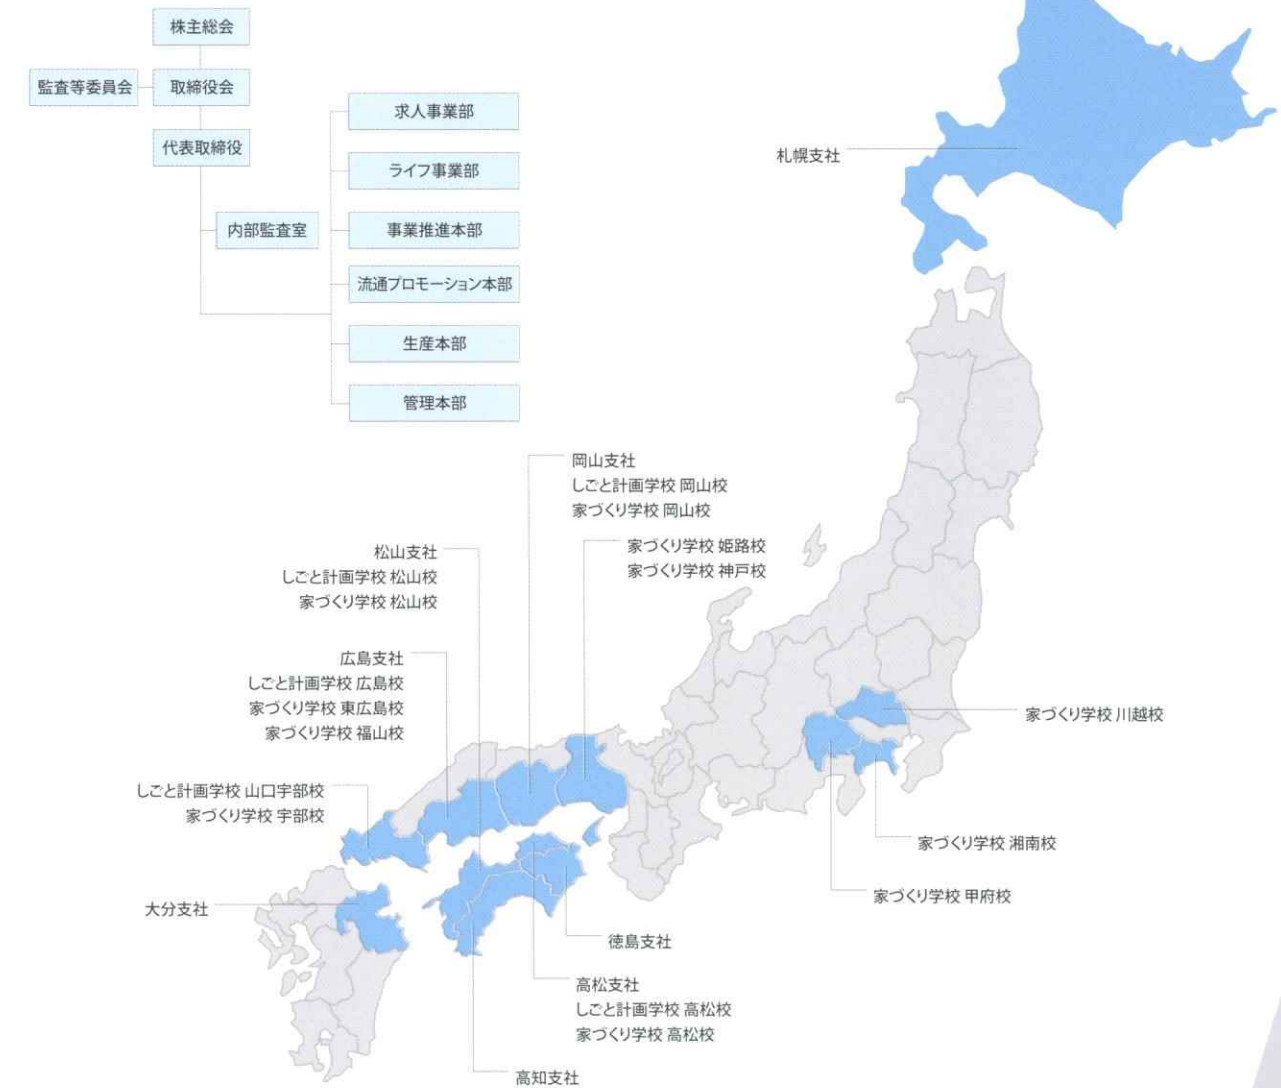 株主総会
監査等委員会
取締役会
代表取締役
内部監査室
求人事業部
ライフ事業部
事業推進本部
流通プロモーション本部
生産本部
管理本部
札幌支社
岡山支社
しごと計画学校 岡山校
家づくり学校 岡山校
家づくり学校 姫路校
家づくり学校 神戸校
松山支社
しごと計画学校 松山校
家づくり学校 松山校
広島支社
しごと計画学校 広島校
家づくり学校 東広島校
家づくり学校 福山校
しごと計画学校 山口宇部校
家づくり学校 宇部校
大分支社
家づくり学校 川越校
家づくり学校 湘南校
家づくり学校 甲府校
徳島支社
高松支社
しごと計画学校 高松校
家づくり学校 高松校
高知支社